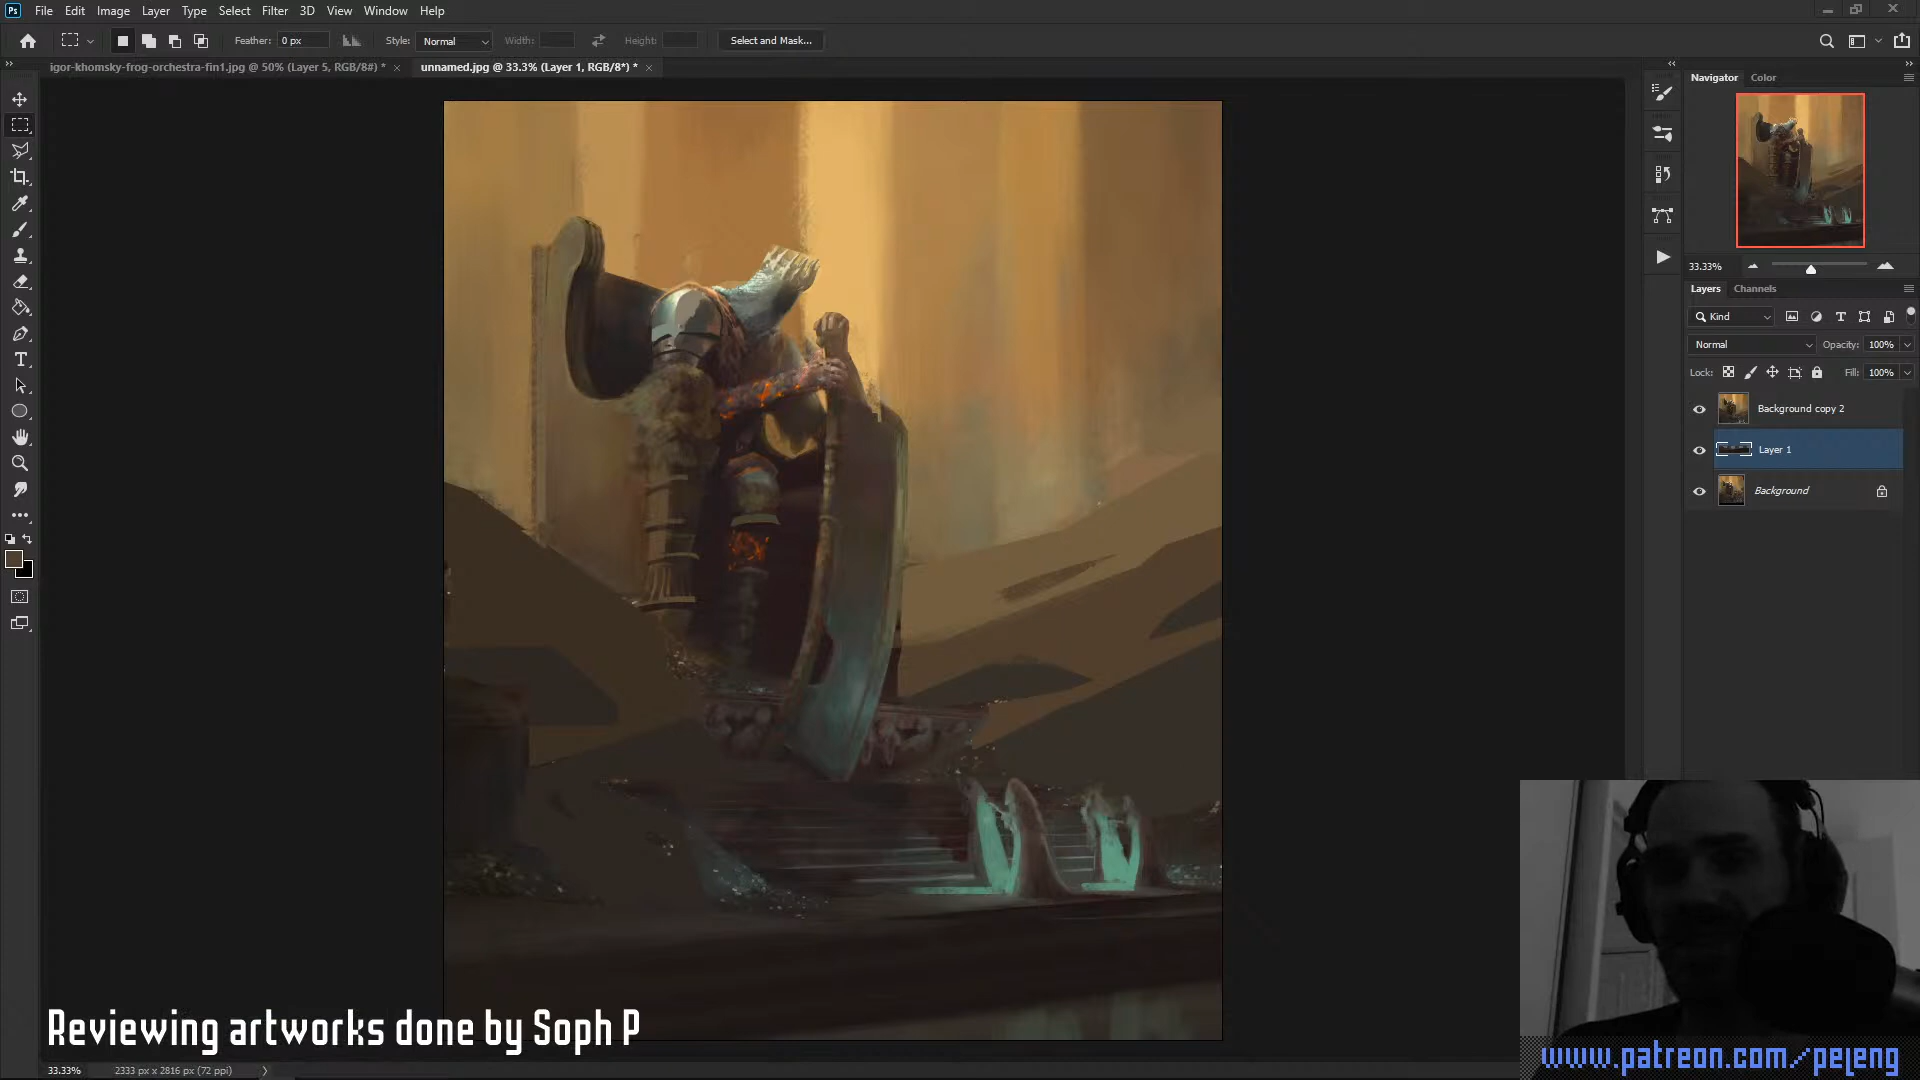 Ps File Edit Image Layer Type Select Filter 3D View Window Help
Feather: 0 px Style: Normal Width: Height: Select and Mask...
igor-khomsky-frog-orchestra-fin1.jpg @ 50% (Layer 5, RGB/8#) * × unnamed.jpg @ 33.3% (Layer 1, RGB/8*) * ×
Navigator Color
33.33%
Layers Channels
Kind
Normal Opacity: 100%
Lock: Fill: 100%
Background copy 2
Layer 1
Background
Reviewing artworks done by Soph P
www.patreon.com/peleng
33.33% 2333 px x 2816 px (72 ppi)